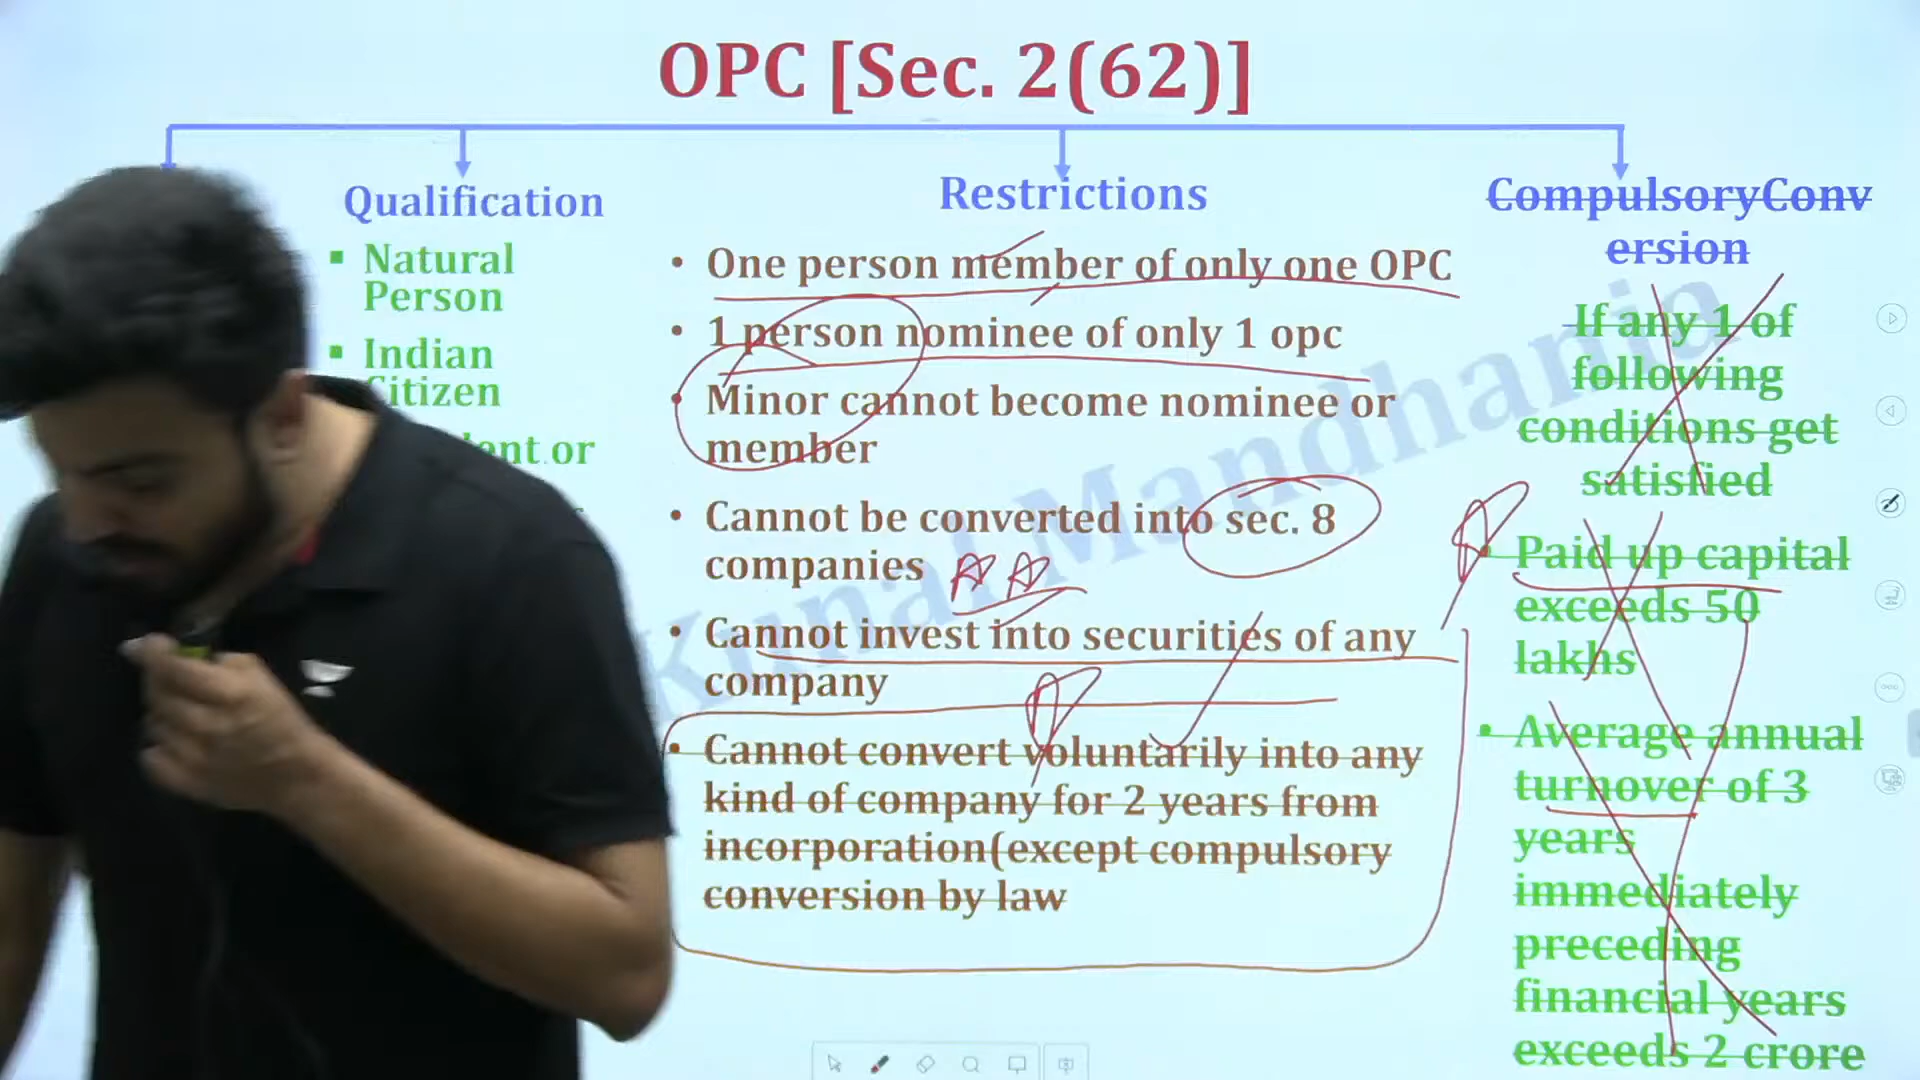 OPC [Sec. 2(62)]
Qualification
Natural
Person
Indian
Citizen
or
Restrictions
• One person member of only one OPC
• 1 person nominee of only 1 opc
• Minor cannot become nominee or
member
• Cannot be converted into sec. 8
companies
• Cannot invest into securities of any
company
• Cannot convert voluntarily into any
kind of company for 2 years from
incorporation(except compulsory
conversion by law
CompulsoryConv
ersion
If any 1 of
following
conditions get
satisfied
• Paid up capital
exceeds 50
lakhs
• Average annual
turnover of 3
years
immediately
preceding
financial years
exceeds 2 crore
Kunal Mandhania